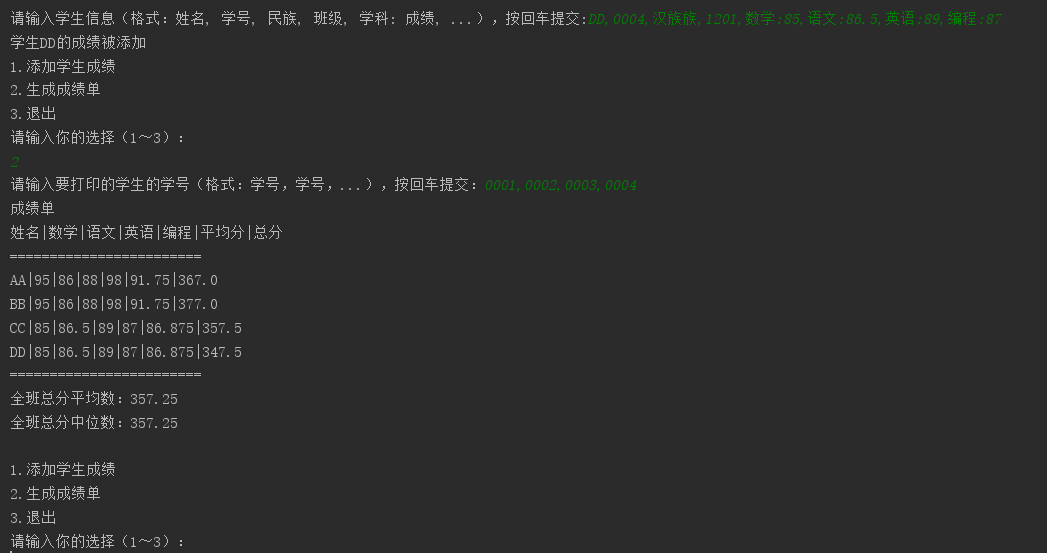 请输入学生信息（格式：姓名, 学号, 民族, 班级, 学科: 成绩, ...），按回车提交:DD,0004,汉族族,1201,数学:85,语文:86.5,英语:89,编程:87
学生DD的成绩被添加
1.添加学生成绩
2.生成成绩单
3.退出
请输入你的选择（1～3）:
2
请输入要打印的学生的学号（格式：学号，学号，...），按回车提交：0001,0002,0003,0004
成绩单
姓名|数学|语文|英语|编程|平均分|总分
========================
AA|95|86|88|98|91.75|367.0
BB|95|86|88|98|91.75|377.0
CC|85|86.5|89|87|86.875|357.5
DD|85|86.5|89|87|86.875|347.5
========================
全班总分平均数：357.25
全班总分中位数：357.25
1.添加学生成绩
2.生成成绩单
3.退出
请输入你的选择（1～3）: